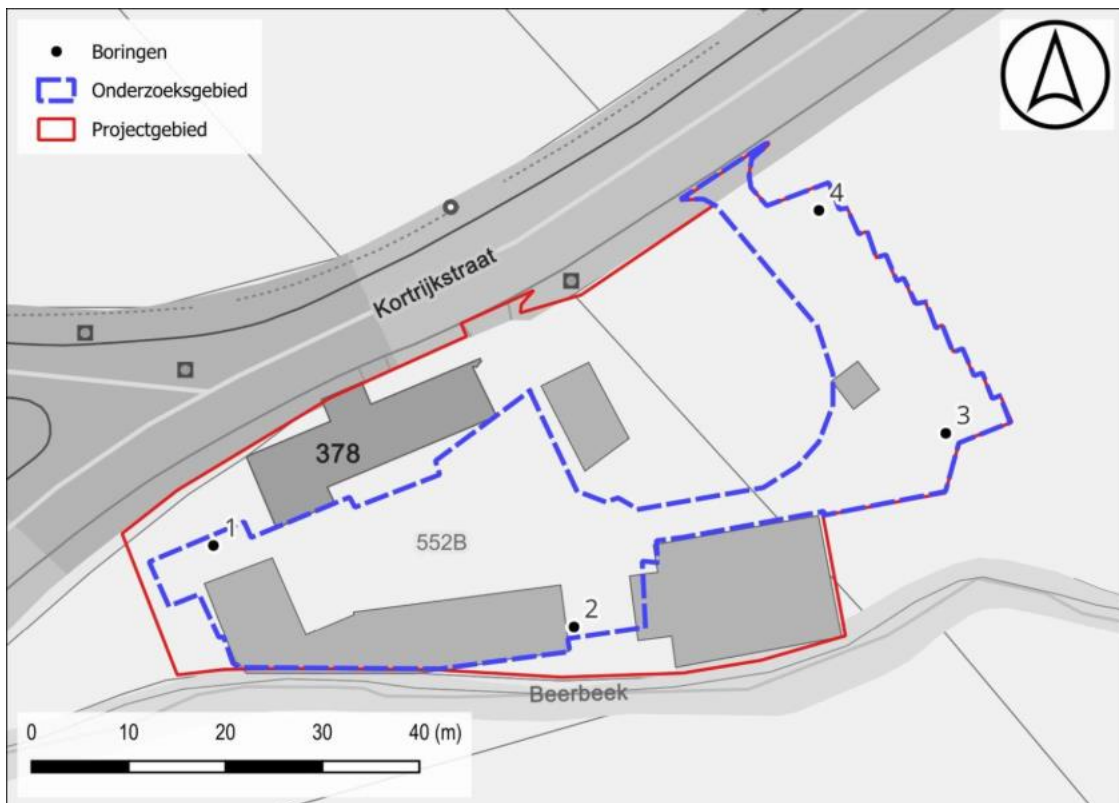 Boringen
Onderzoeksgebied
Projectgebied
4
Kortrijkstraat
3
378
1
552B
2
Beerbeek
0 10 20 30 40 (m)